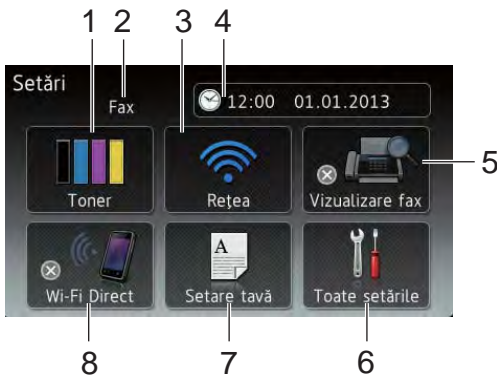 1 2 3 4
Setări
Fax
12:00 01.01.2013
5
Toner Rețea Vizualizare fax
A
Wi-Fi Direct Setare tavă Toate setările
8 7 6